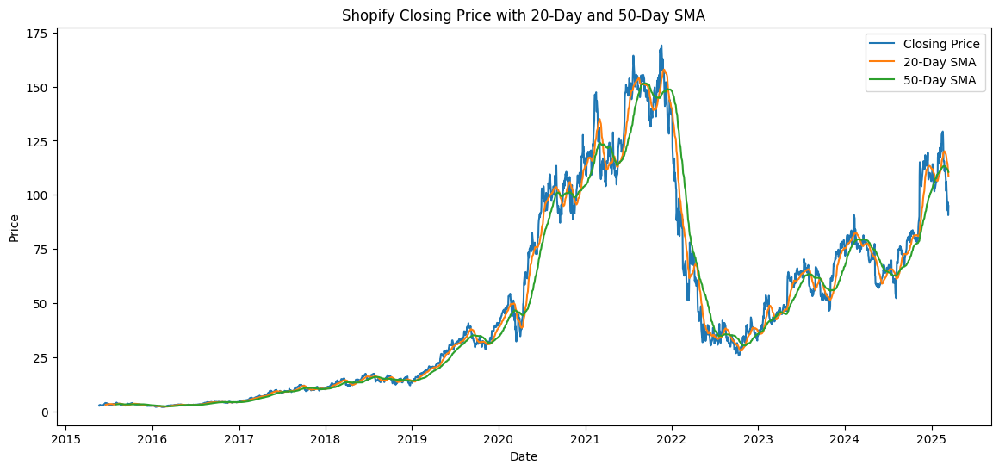 Shopify Closing Price with 20-Day and 50-Day SMA
175
150
125
100
75
50
25
0
Price
Closing Price
20-Day SMA
50-Day SMA
2015 2016 2017 2018 2019 2020 2021 2022 2023 2024 2025
Date